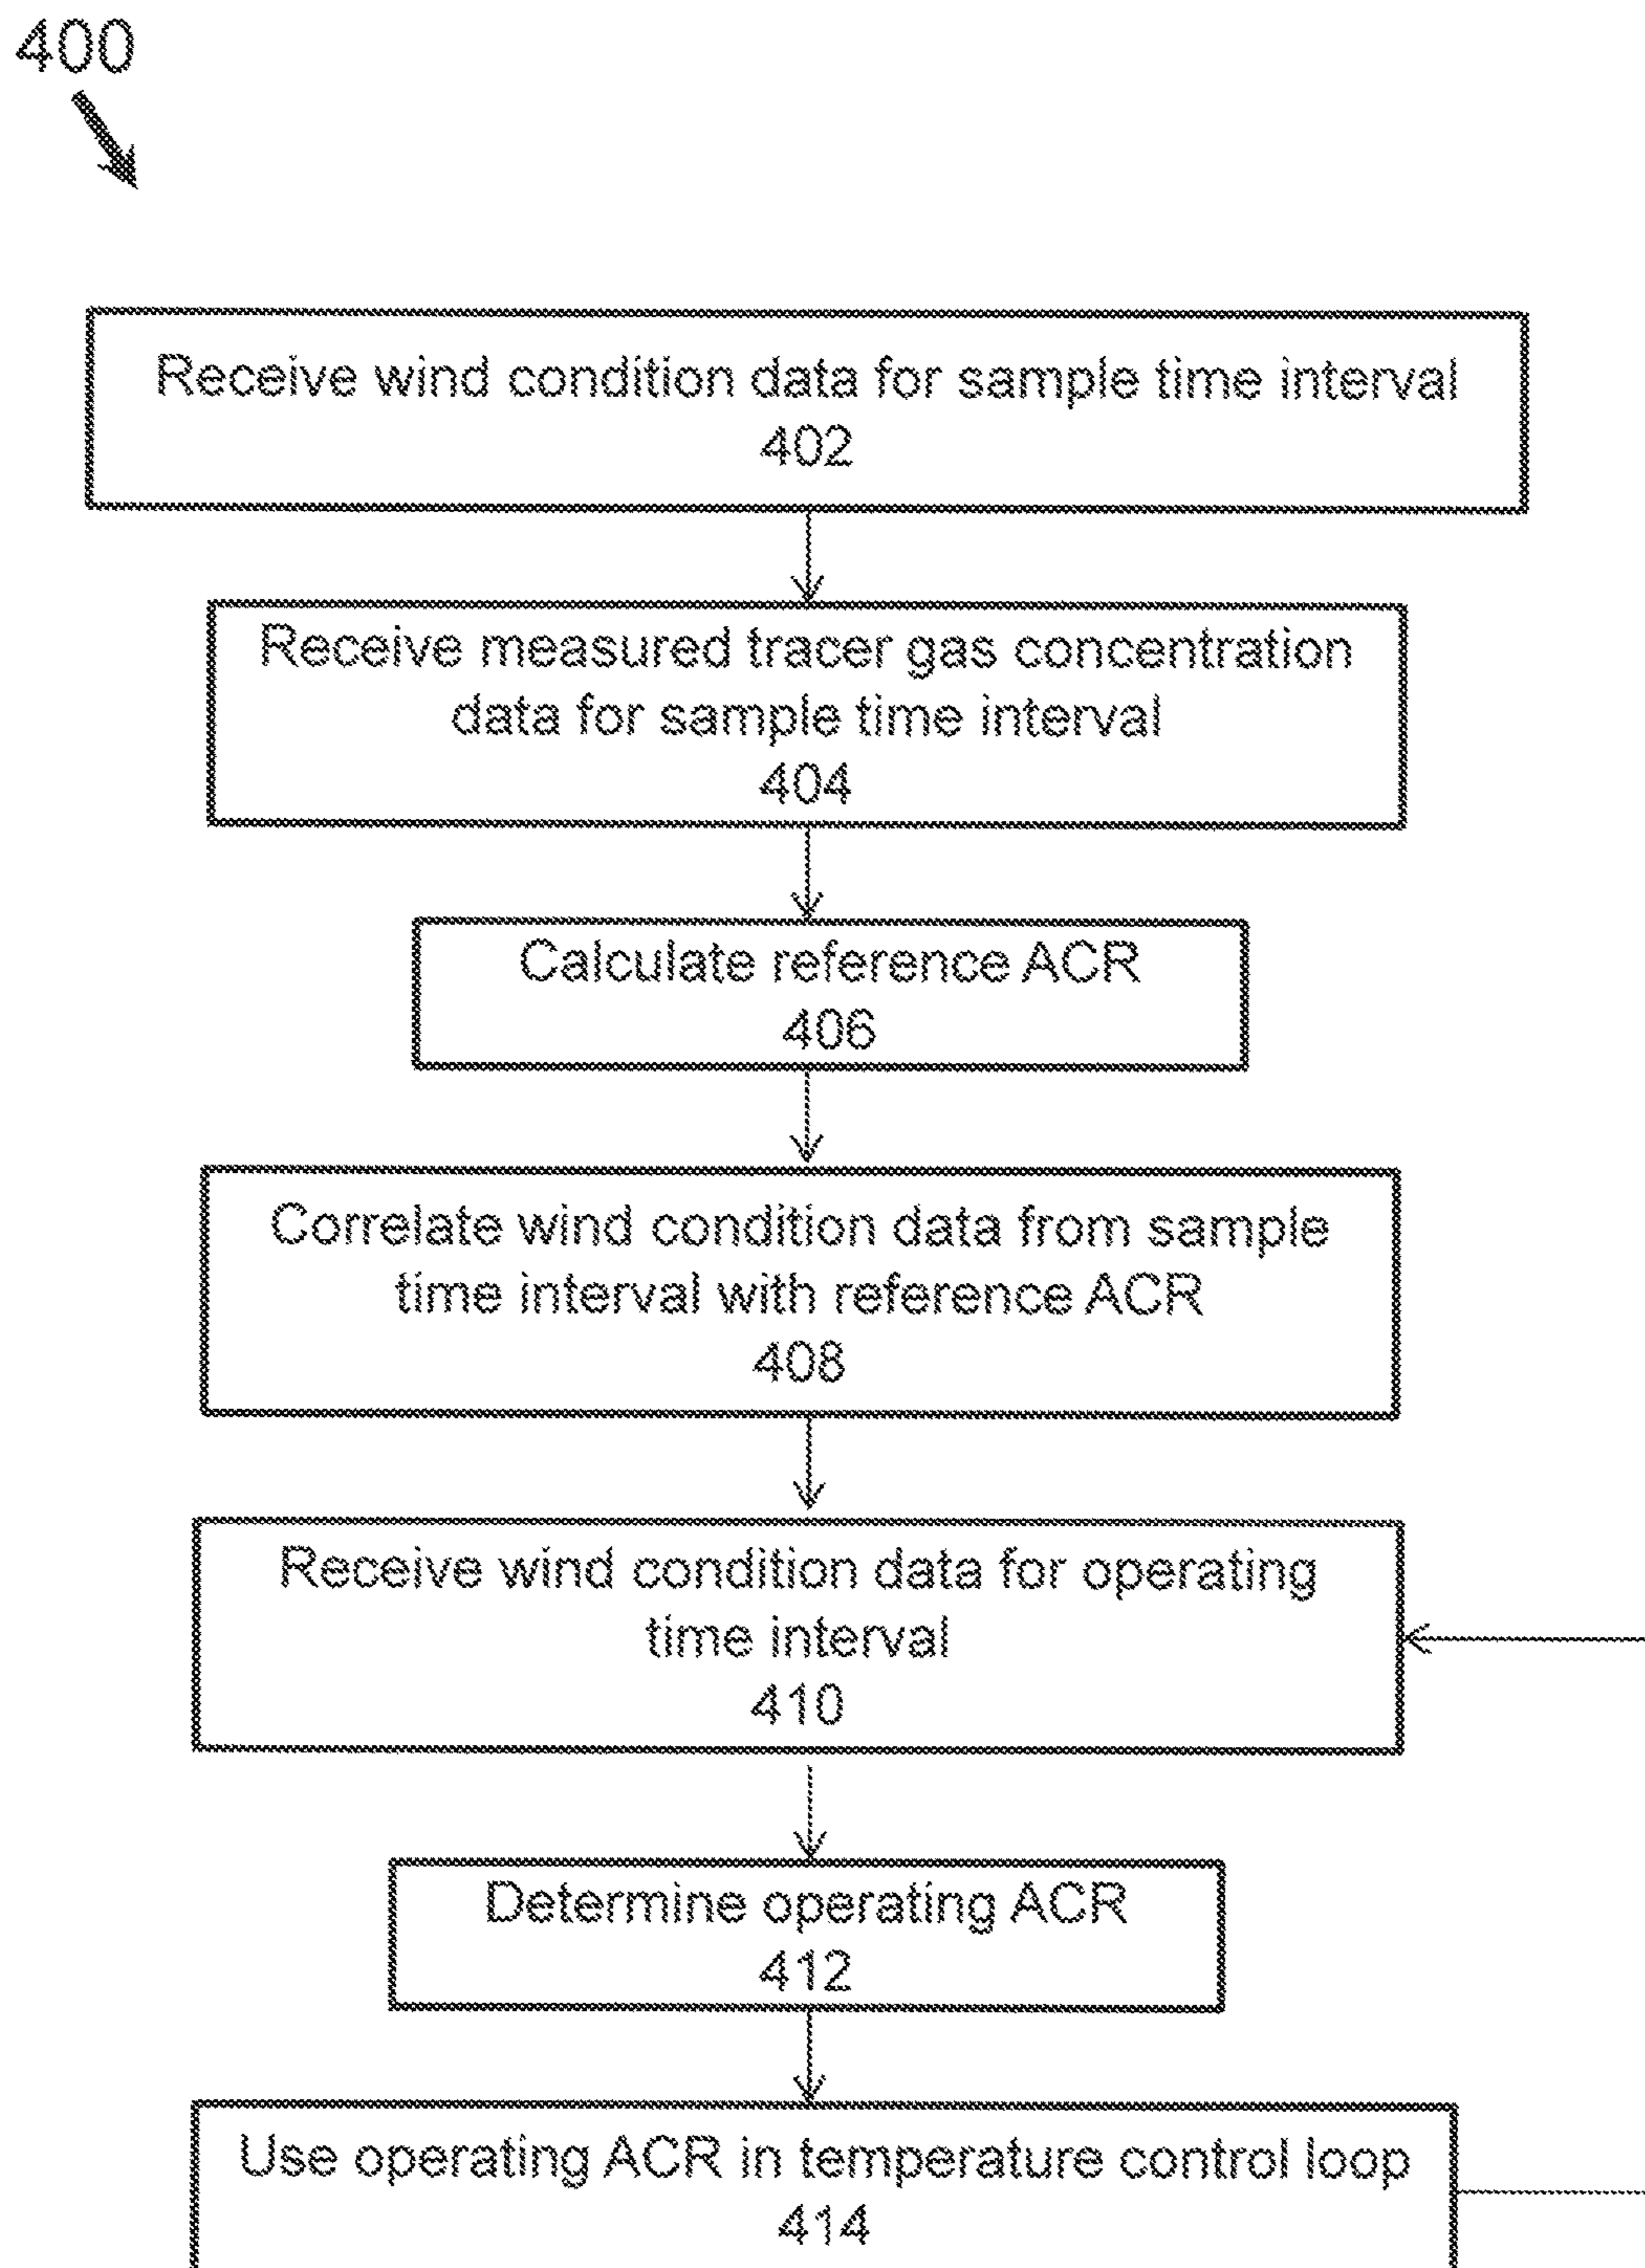 400
Receive wind condition data for sample time interval
402
Receive measured tracer gas concentration
data for sample time interval
404
Calculate reference ACR
406
Correlate wind condition data from sample
time interval with reference ACR
408
Receive wind condition data for operating
time interval
410
Determine operating ACR
412
Use operating ACR in temperature control loop
414